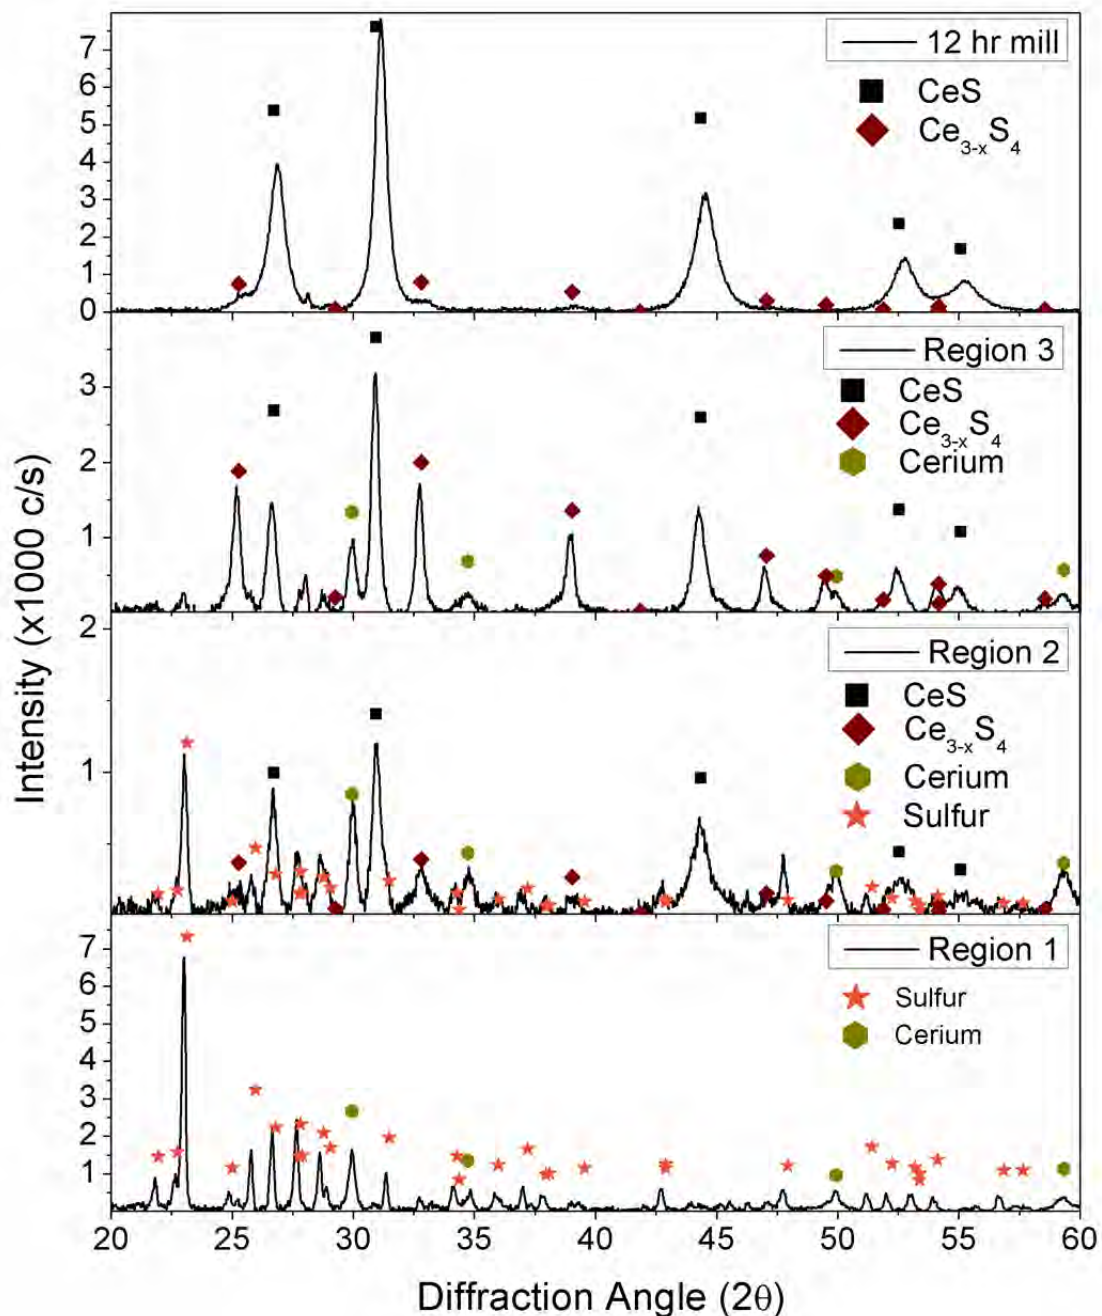 Intensity (x1000 c/s)
7
6
5
4
3
2
1
0
12 hr mill
CeS
Ce3-xS4
3
2
1
0
Region 3
CeS
Ce3-xS4
Cerium
2
1
Region 2
CeS
Ce3-xS4
Cerium
Sulfur
7
6
5
4
3
2
1
Region 1
Sulfur
Cerium
20 25 30 35 40 45 50 55 60
Diffraction Angle (2θ)